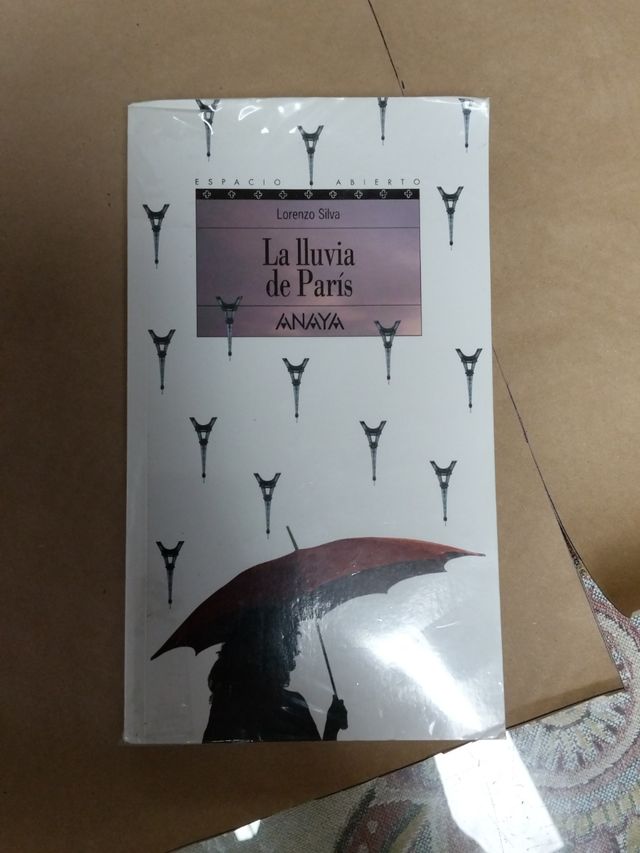 ESPACIO ABIERTO
Lorenzo Silva
La lluvia
de París
ANAYA